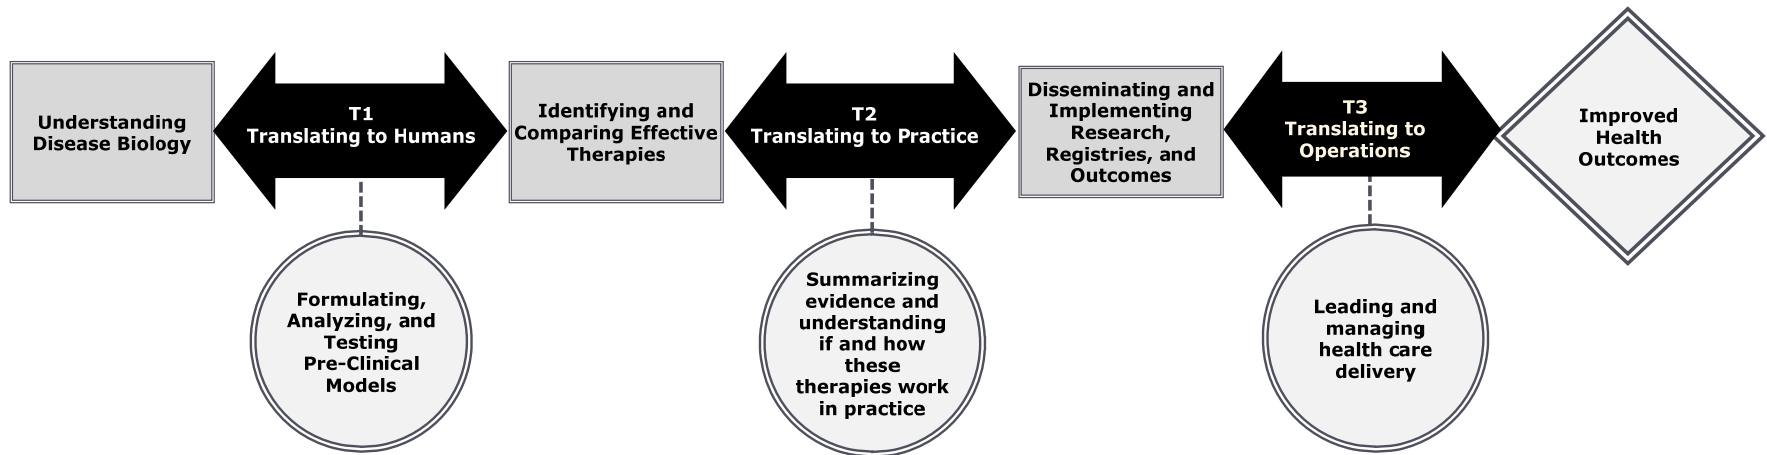 Understanding
Disease Biology
T1
Translating to Humans
Identifying and
Comparing Effective
Therapies
T2
Translating to Practice
Disseminating and
Implementing
Research,
Registries, and
Outcomes
T3
Translating to
Operations
Improved
Health
Outcomes
Formulating,
Analyzing, and
Testing
Pre-Clinical
Models
Summarizing
evidence and
understanding
if and how
these
therapies work
in practice
Leading and
managing
health care
delivery